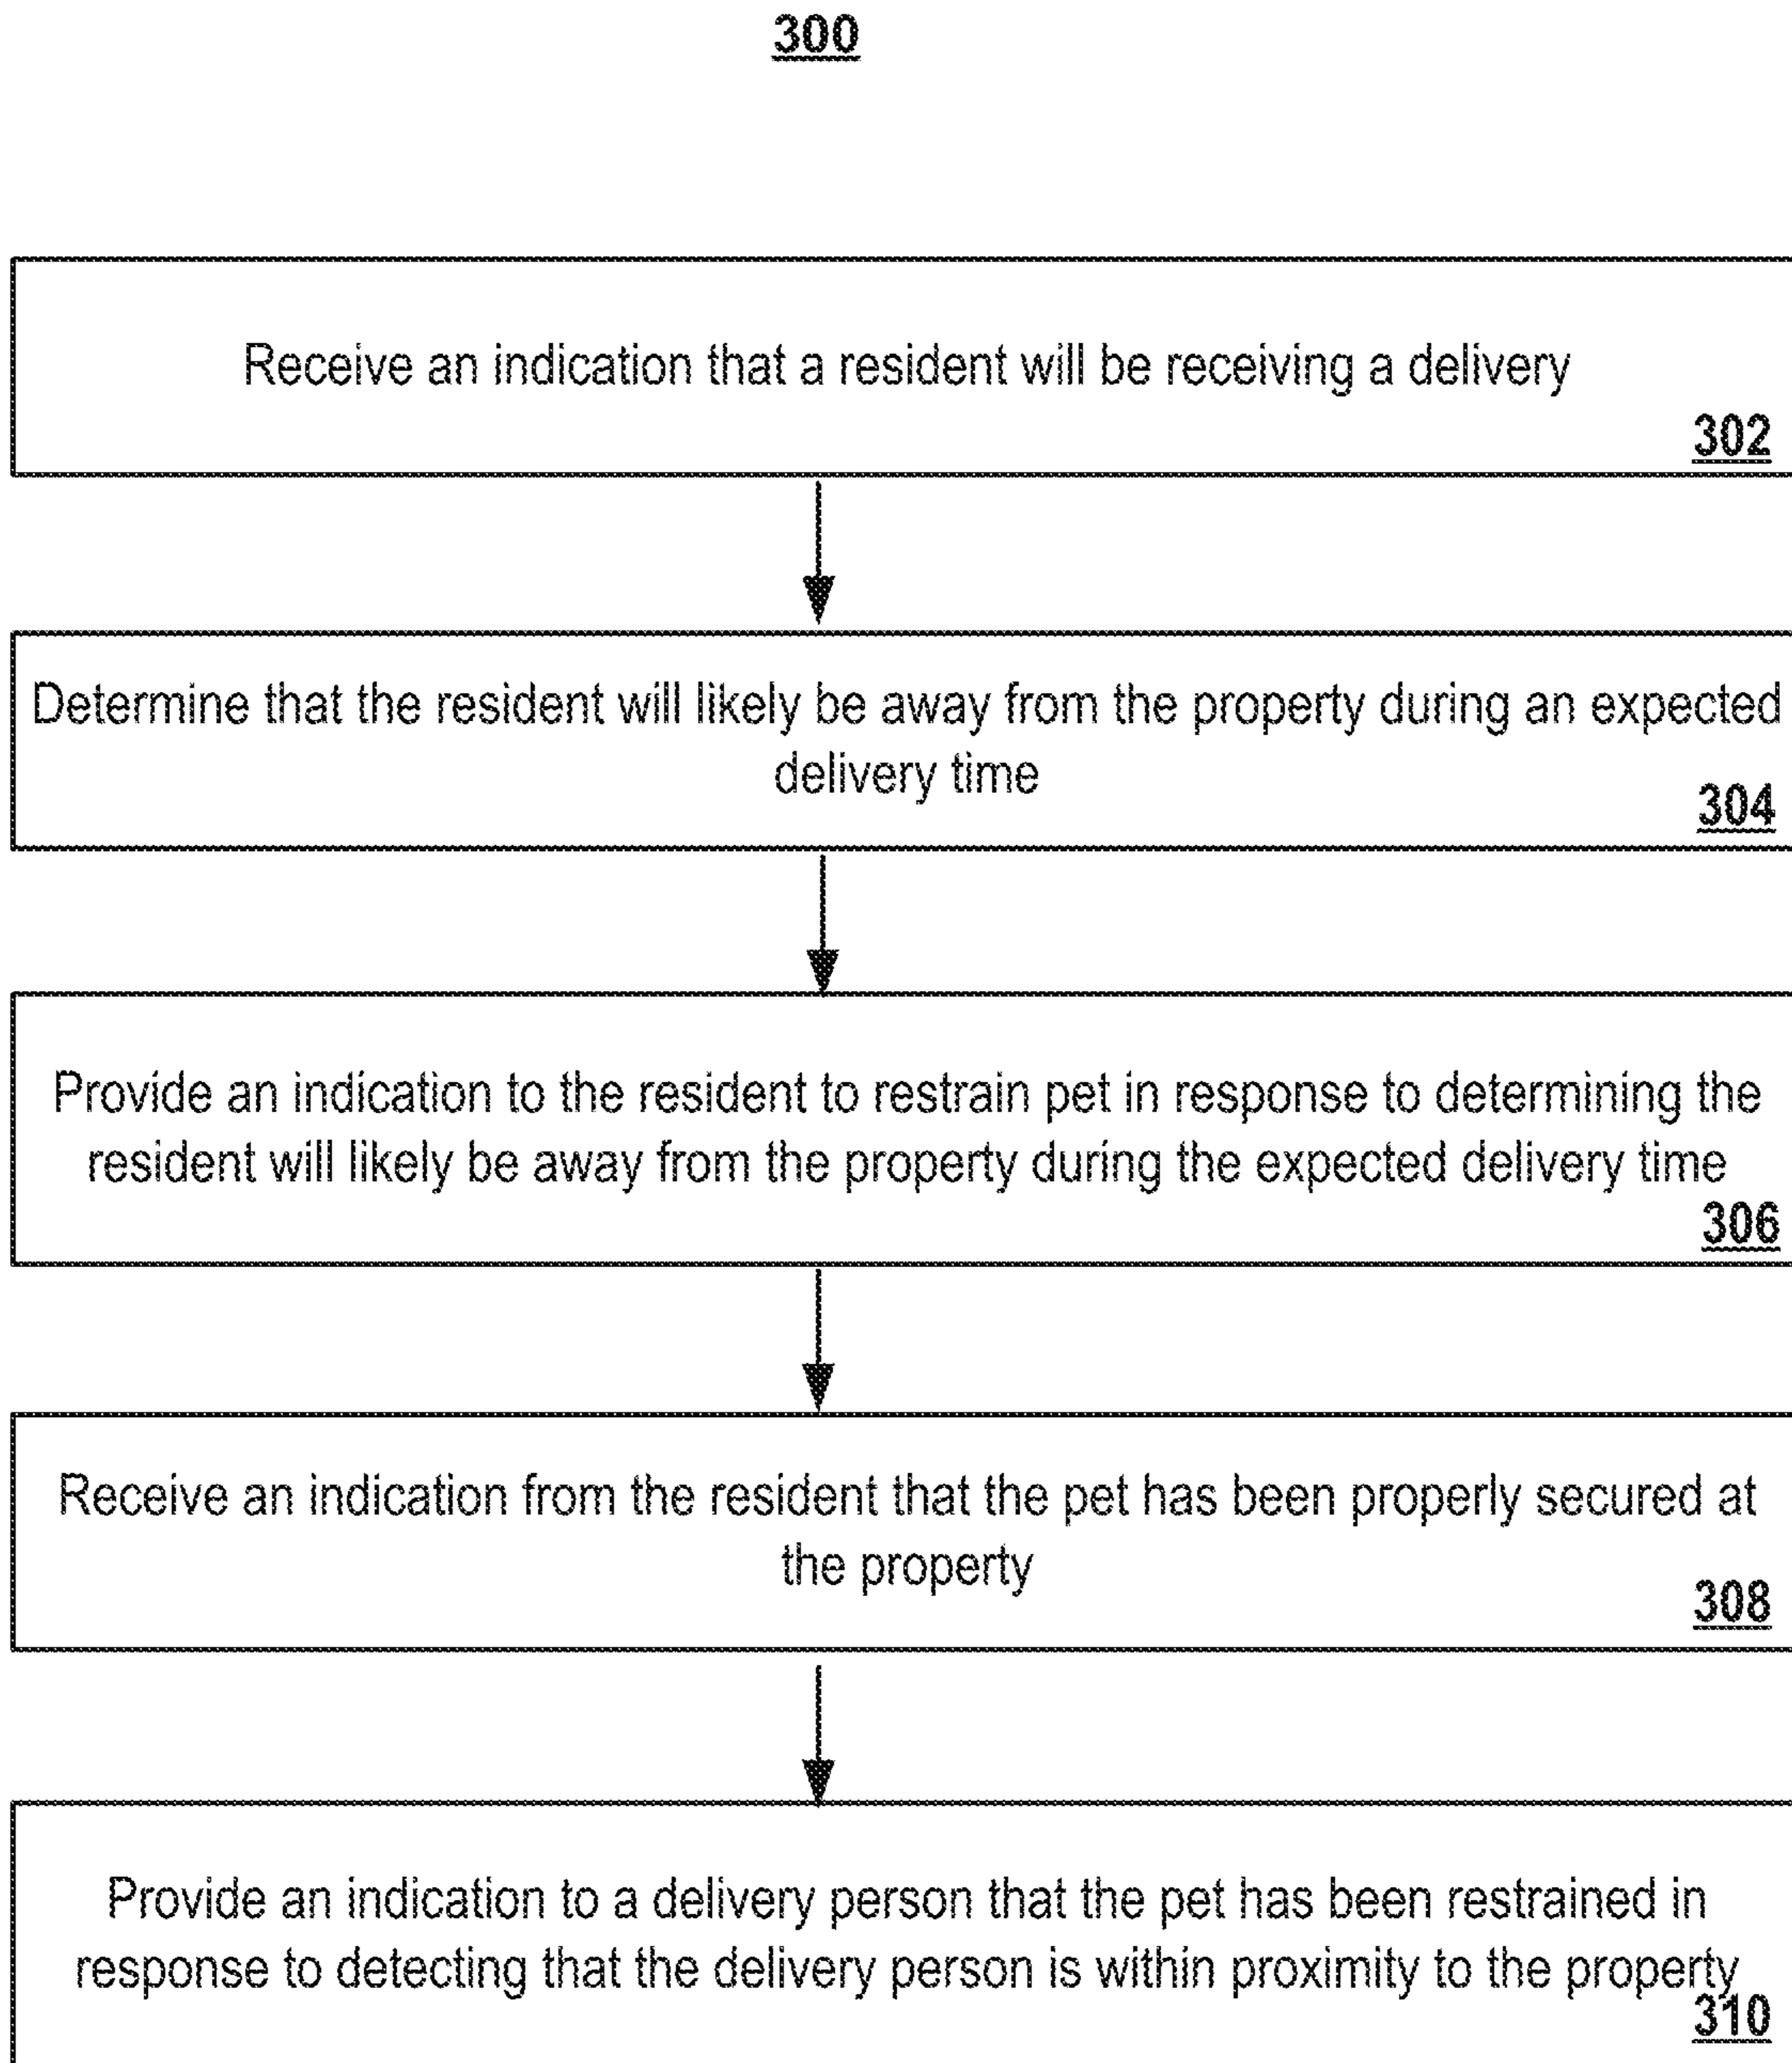 300
Receive an indication that a resident will be receiving a delivery
302
Determine that the resident will likely be away from the property during an expected
delivery time
304
Provide an indication to the resident to restrain pet in response to determining the
resident will likely be away from the property during the expected delivery time
306
Receive an indication from the resident that the pet has been properly secured at
the property
308
Provide an indication to a delivery person that the pet has been restrained in
response to detecting that the delivery person is within proximity to the property
310